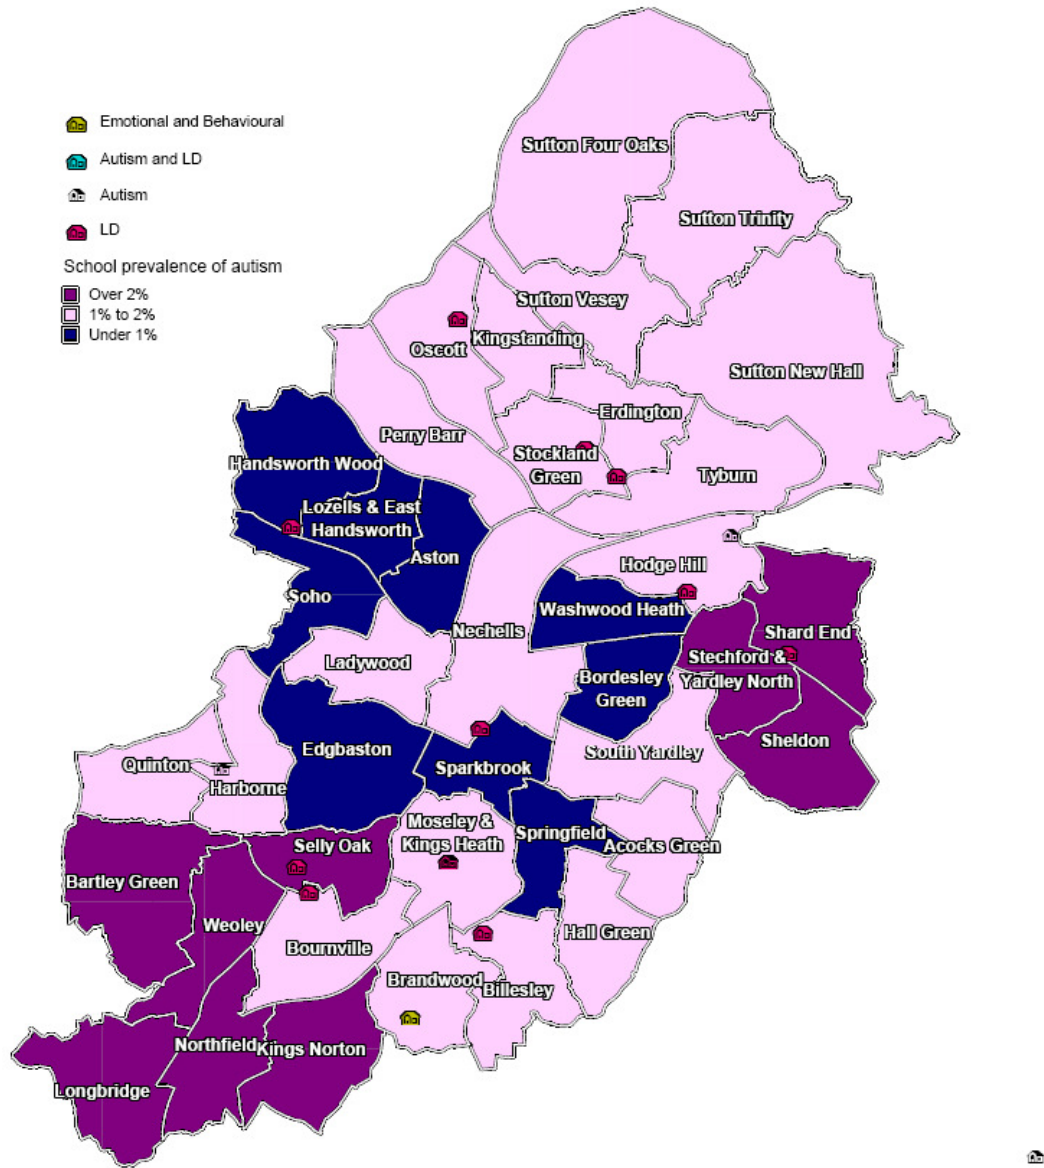 Emotional and Behavioural
Autism and LD
Autism
LD
School prevalence of autism
Over 2%
1% to 2%
Under 1%
Sutton Four Oaks
Sutton Trinity
Sutton Vesey
Kingstanding
Oscott
Sutton New Hall
Erdington
Perry Barr
Stockland
Green
Tyburn
Handsworth Wood
Lozells & East
Handsworth
Aston
Hodge Hill
Soho
Washwood Heath
Nechells
Shard End
Ladywood
Stechford &
Yardley North
Bordesley
Green
Sheldon
Edgbaston
South Yardley
Quinton
Sparkbrook
Harborne
Moseley &
Kings Heath
Springfield
Selly Oak
Acocks Green
Bartley Green
Weoley
Hall Green
Bournville
Brandwood
Billesley
Northfield
Kings Norton
Longbridge